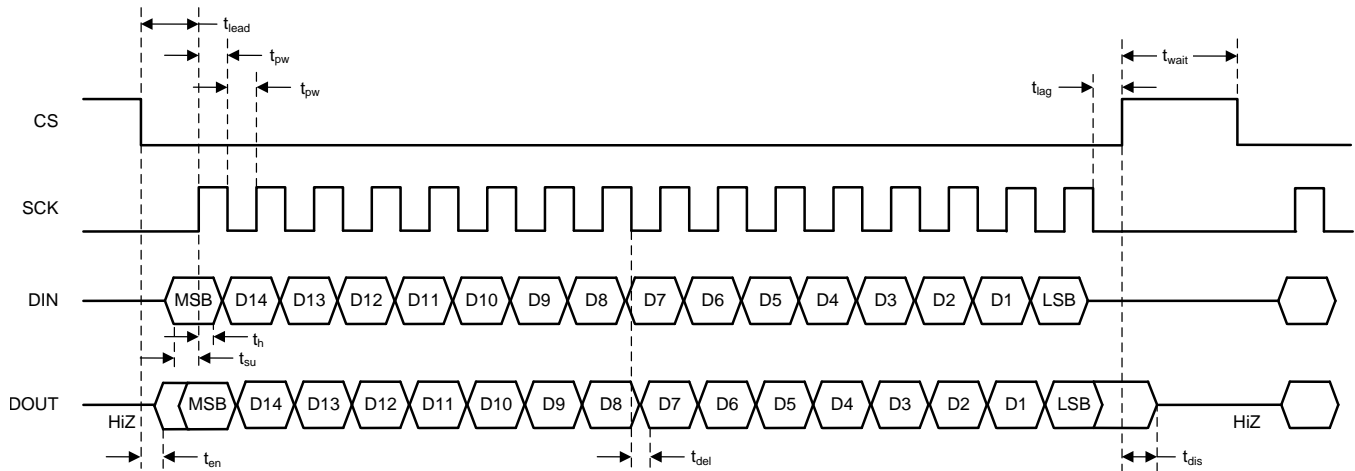 tlead
tpw
tpw
twait
tlag
CS
SCK
DIN
MSB D14 D13 D12 D11 D10 D9 D8 D7 D6 D5 D4 D3 D2 D1 LSB
th
tsu
DOUT
MSB D14 D13 D12 D11 D10 D9 D8 D7 D6 D5 D4 D3 D2 D1 LSB
HiZ
HiZ
ten
tdel
tdis